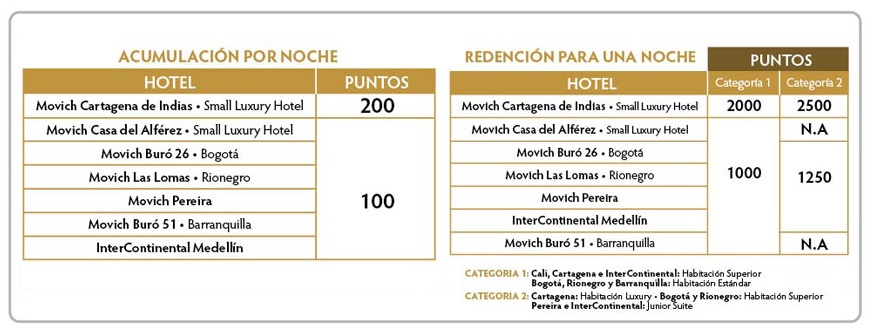 ACUMULACIÓN POR NOCHE
HOTEL PUNTOS
Movich Cartagena de Indias • Small Luxury Hotel 200
Movich Casa del Alférez • Small Luxury Hotel
Movich Buró 26 • Bogotá
Movich Las Lomas • Rionegro
Movich Pereira
Movich Buró 51 • Barranquilla
InterContinental Medellín
100
REDENCIÓN PARA UNA NOCHE PUNTOS
HOTEL Categoría 1 Categoría 2
Movich Cartagena de Indias • Small Luxury Hotel 2000 2500
Movich Casa del Alférez • Small Luxury Hotel N.A
Movich Buró 26 • Bogotá
Movich Las Lomas • Rionegro 1000 1250
Movich Pereira
InterContinental Medellín
Movich Buró 51 • Barranquilla N.A
CATEGORIA 1: Cali, Cartagena e InterContinental: Habitación Superior
Bogotá, Rionegro y Barranquilla: Habitación Estándar
CATEGORIA 2: Cartagena: Habitación Luxury • Bogotá y Rionegro: Habitación Superior
Pereira e InterContinental: Junior Suite